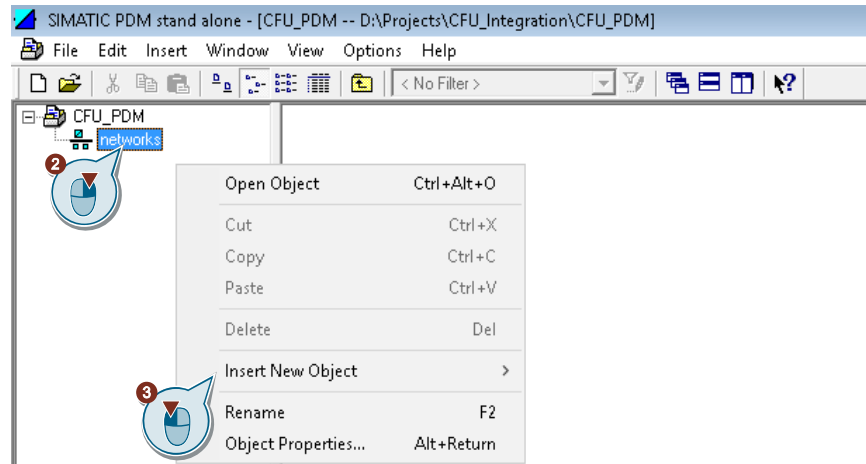 SIMATIC PDM stand alone - [CFU_PDM -- D:\Projects\CFU_Integration\CFU_PDM]
File Edit Insert Window View Options Help
< No Filter >
CFU_PDM
networks
2
Open Object Ctrl+Alt+O
Cut Ctrl+X
Copy Ctrl+C
Paste Ctrl+V
Delete Del
Insert New Object >
3
Rename F2
Object Properties... Alt+Return